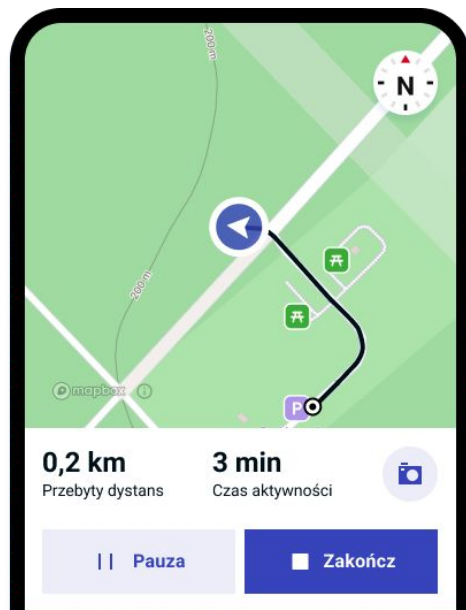 200 m
N
200 m
P
mapbox
0,2 km
3 min
Przebyty dystans
Czas aktywności
Pauza
Zakończ